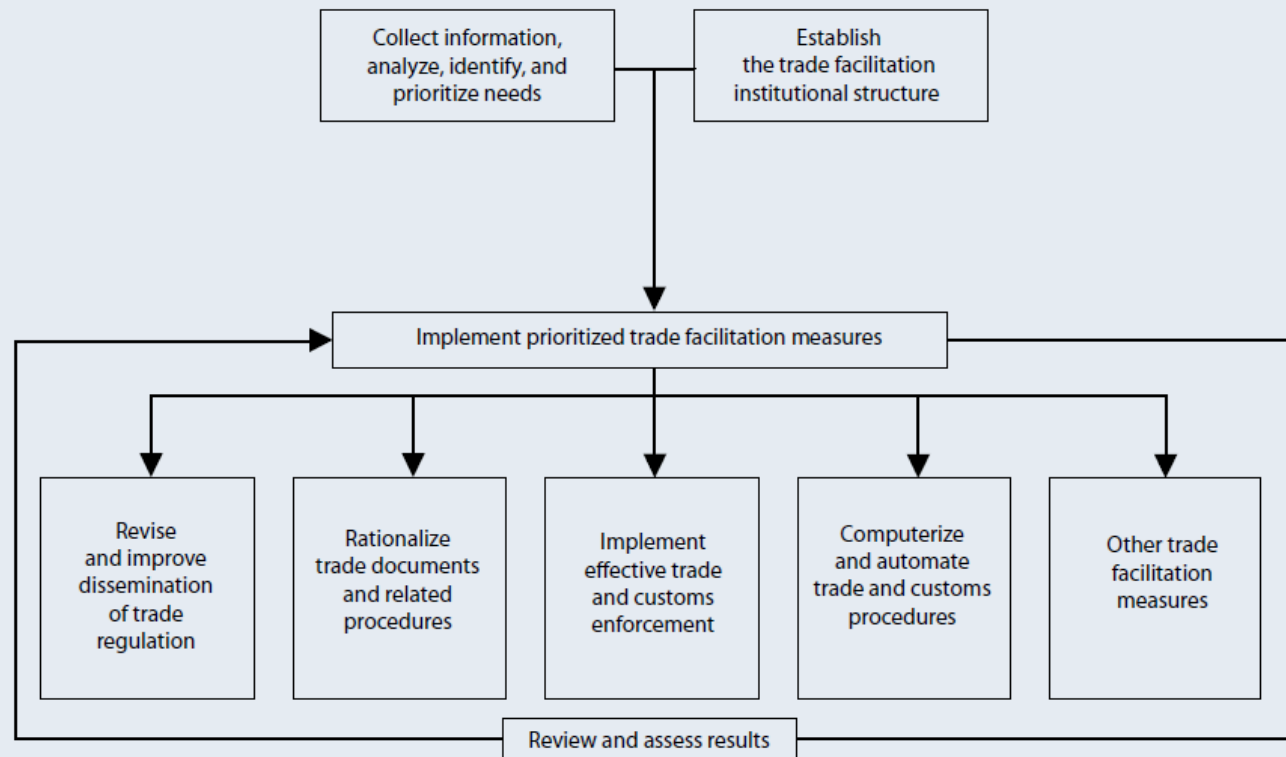 Collect information,
analyze, identify, and
prioritize needs
Establish
the trade facilitation
institutional structure
Implement prioritized trade facilitation measures
Revise
and improve
dissemination
of trade
regulation
Rationalize
trade documents
and related
procedures
Implement
effective trade
and customs
enforcement
Computerize
and automate
trade and customs
procedures
Other trade
facilitation
measures
Review and assess results